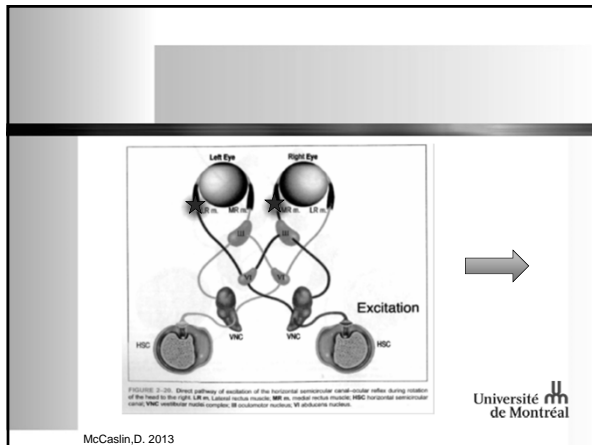 Left Eye Right Eye
LR m. MR m. MR m. LR m.
III III
VI VI
Excitation
HSC VNC VNC HSC
FIGURE 2–20. Direct pathway of excitation of the horizontal semicircular canal–ocular reflex during rotation
of the head to the right. LR m, Lateral rectus muscle; MR m, medial rectus muscle; HSC horizontal semicircular
canal; VNC vestibular nuclei complex; III oculomotor nucleus; VI abducens nucleus.
Université
de Montréal
McCaslin,D. 2013